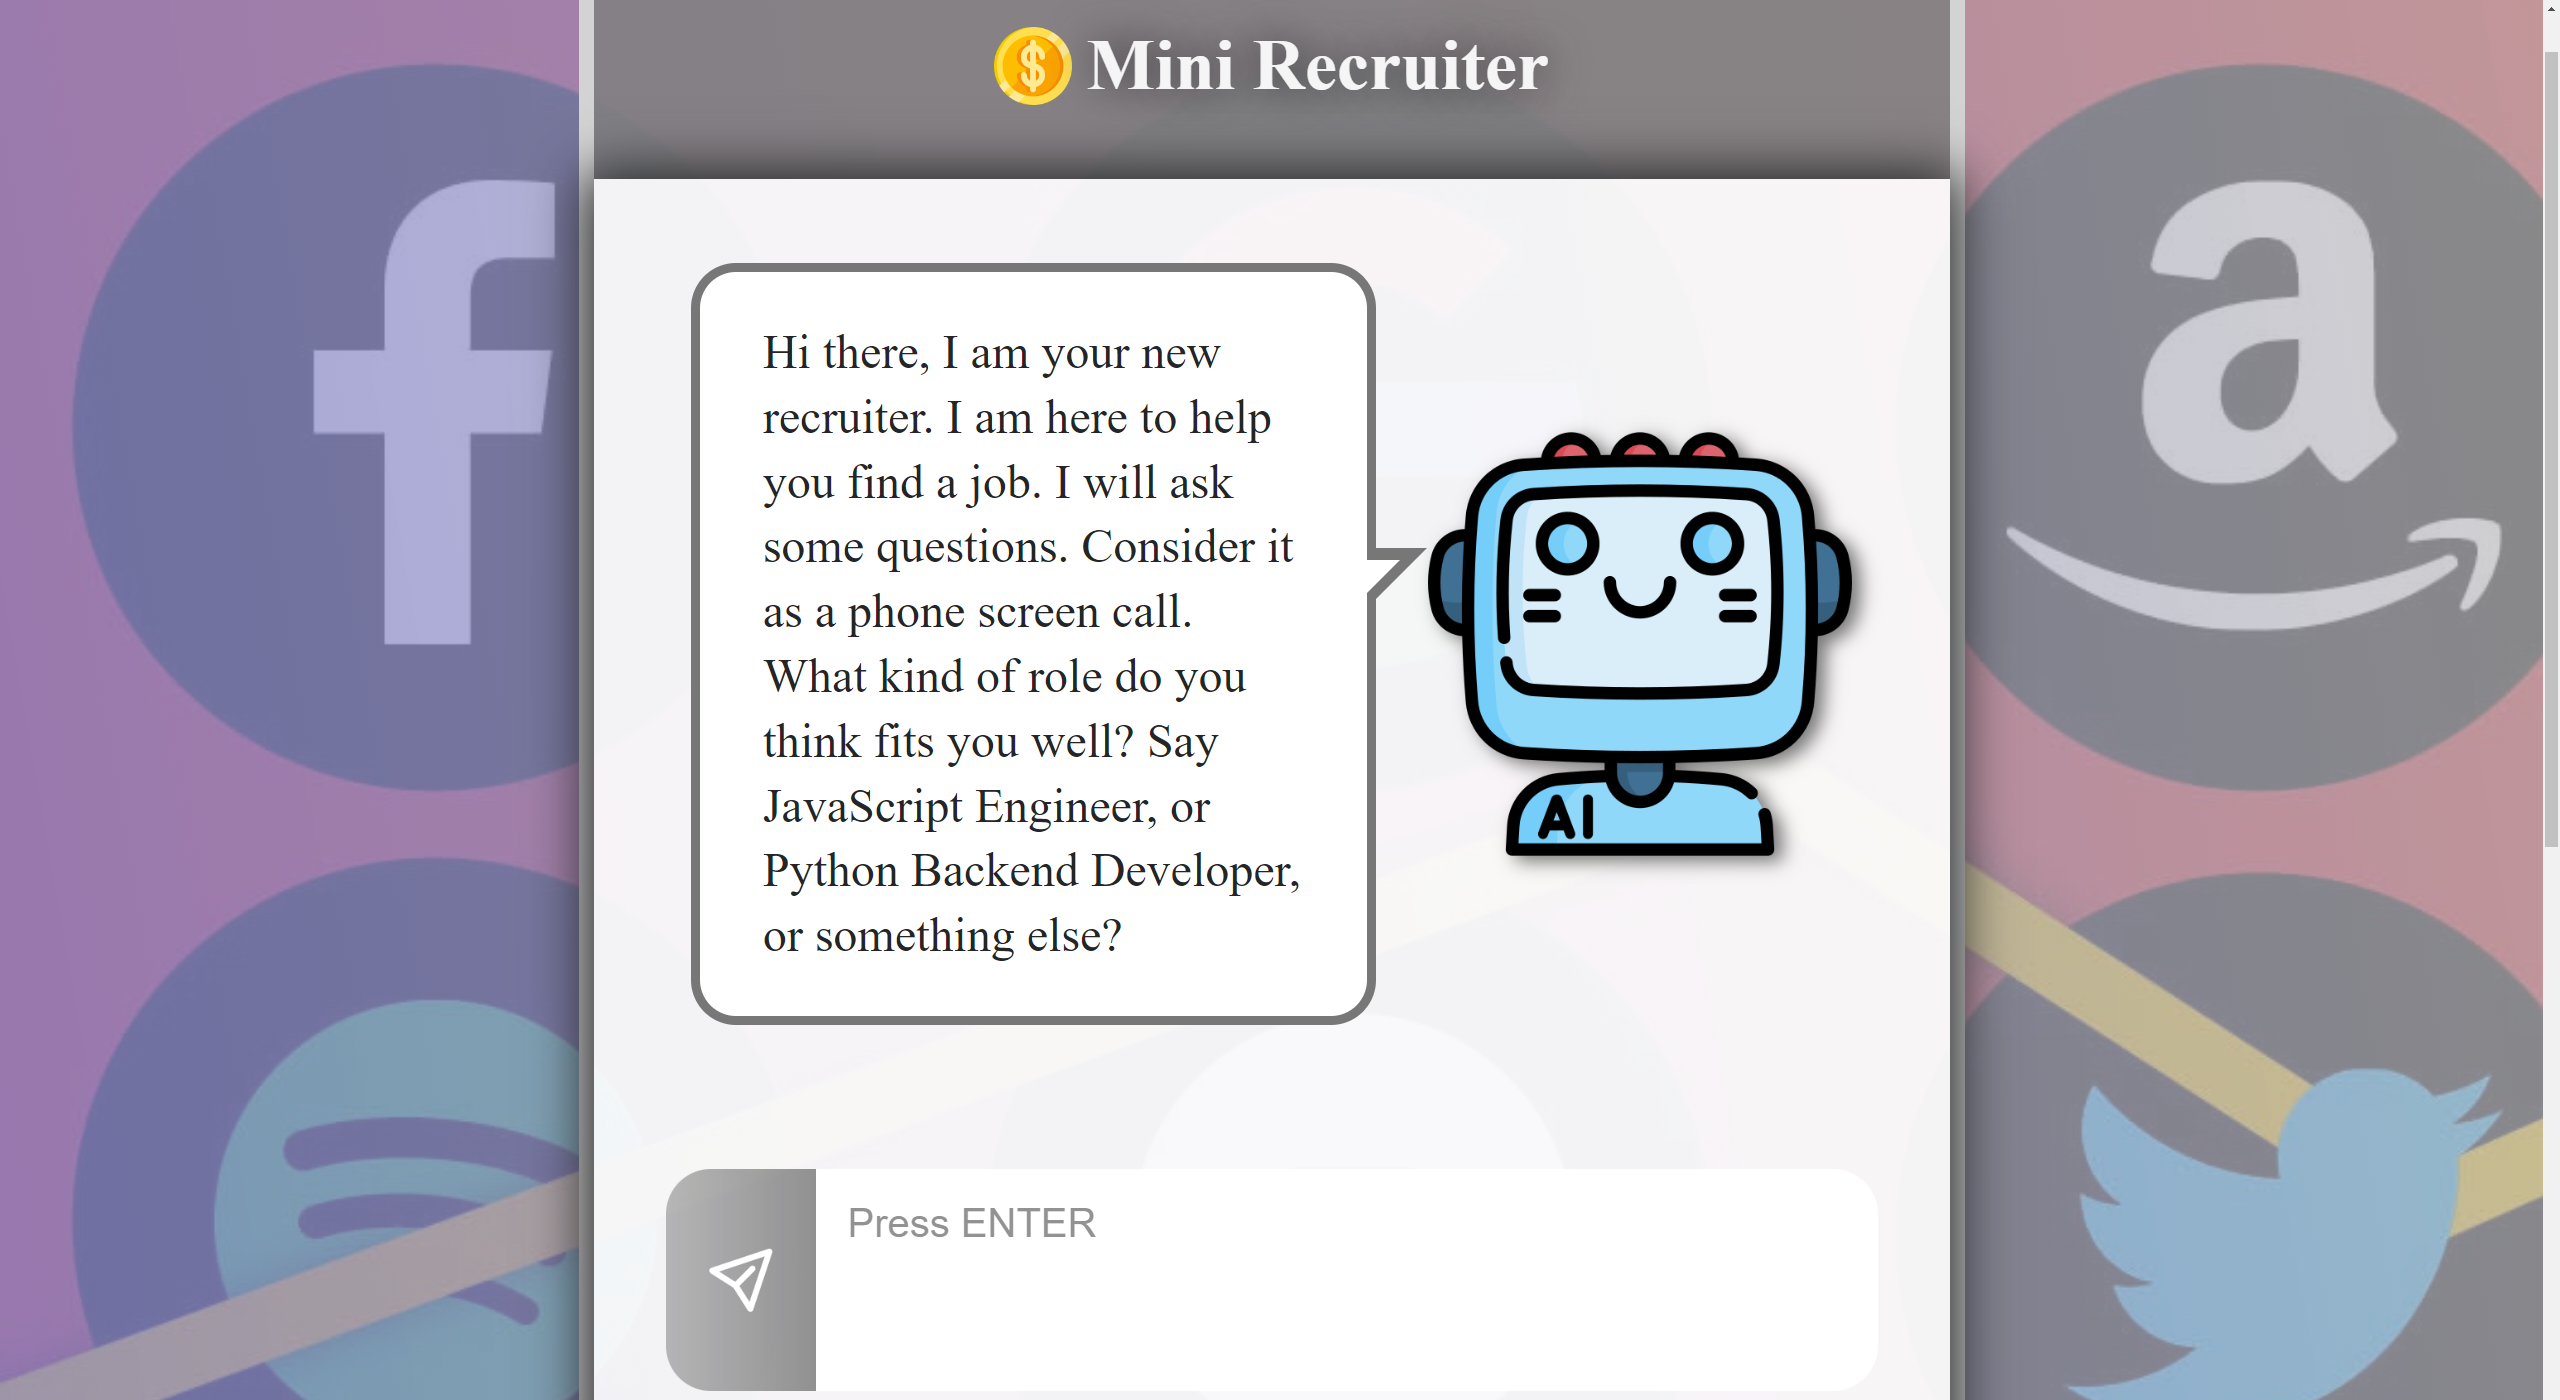 Mini Recruiter
Hi there, I am your new
recruiter. I am here to help
you find a job. I will ask
some questions. Consider it
as a phone screen call.
What kind of role do you
think fits you well? Say
JavaScript Engineer, or
Python Backend Developer,
or something else?
AI
Press ENTER